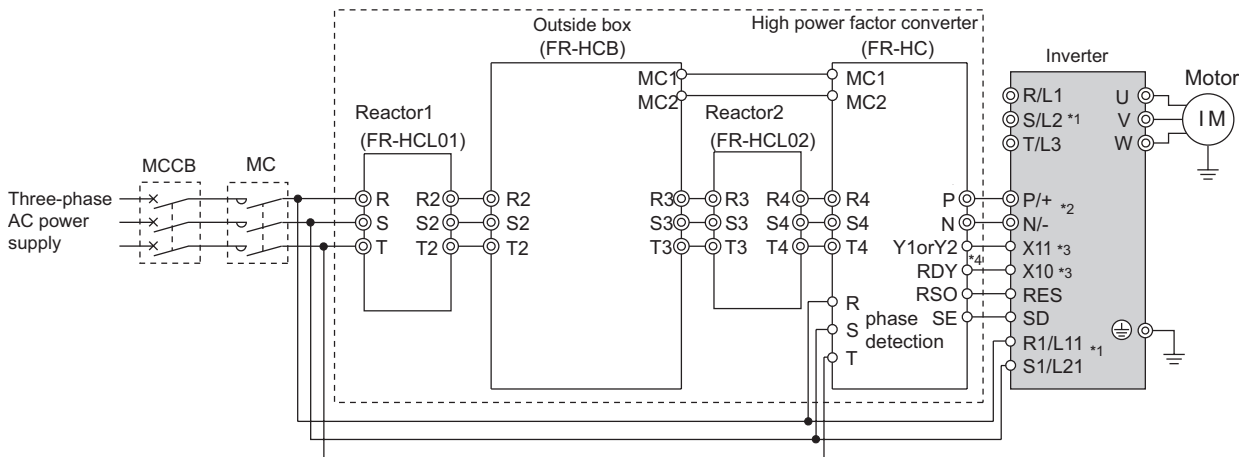 Outside box
(FR-HCB)
High power factor converter
(FR-HC)
Inverter
Motor
MC1
MC2
MC1
MC2
R/L1
S/L2 *1
T/L3
U
V
W
IM
Reactor1
(FR-HCL01)
Reactor2
(FR-HCL02)
MCCB
MC
Three-phase
AC power
supply
R
S
T
R2
S2
T2
R2
S2
T2
R3
S3
T3
R3
S3
T3
R4
S4
T4
R4
S4
T4
P
N
Y1orY2
RDY
*4
RSO
SE
P/+
*2
N/-
X11 *3
X10 *3
RES
SD
R1/L11
*1
S1/L21
R
S
T
phase
detection